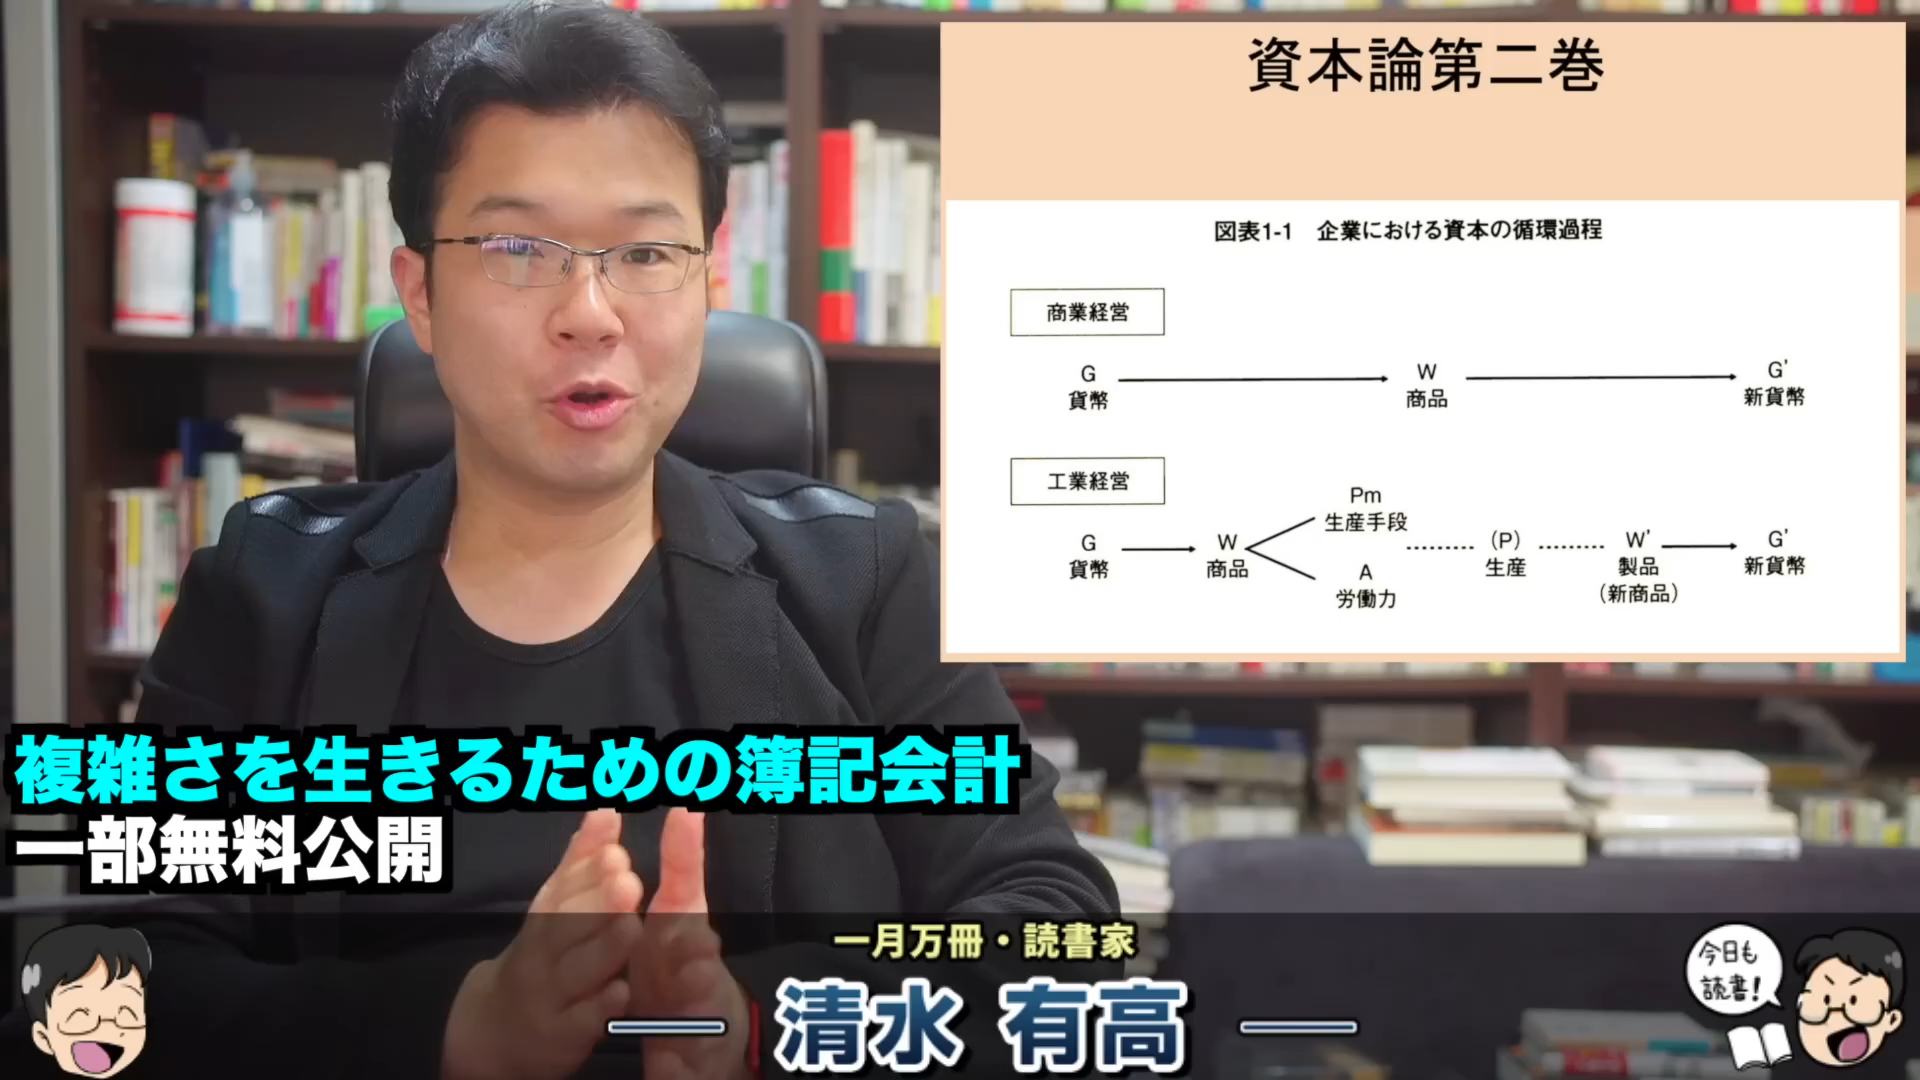 資本論第二巻
図表1-1　企業における資本の循環過程
商業経営
G
貨幣
W
商品
G'
新貨幣
工業経営
G
貨幣
W
商品
Pm
生産手段
A
労働力
(P)
生産
W'
製品
（新商品）
G'
新貨幣
複雑さを生きるための簿記会計
一部無料公開
一月万冊・読書家
清水 有高
今日も
読書!